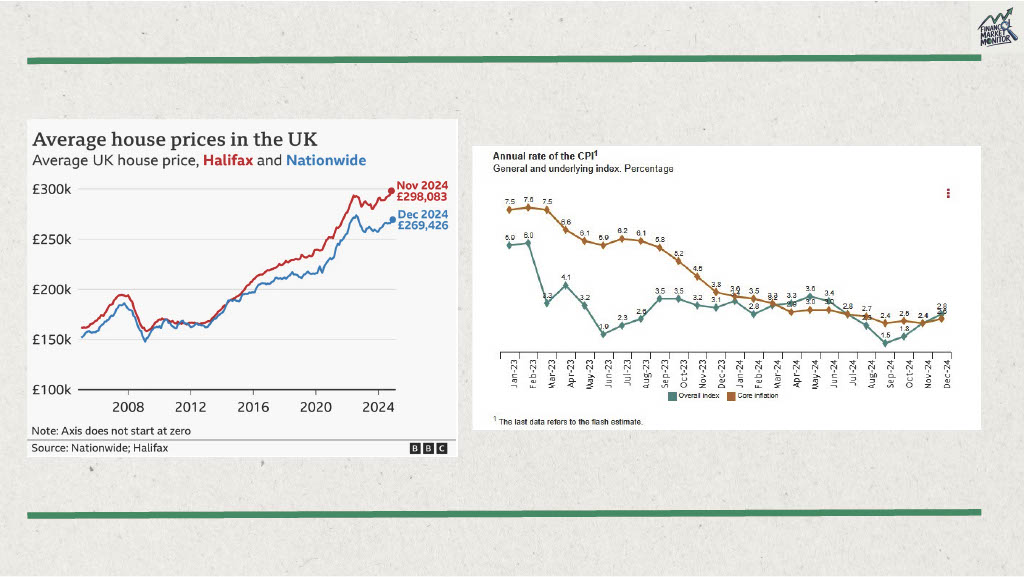 FINANCE
MARKET
MONITOR
Average house prices in the UK
Average UK house price, Halifax and Nationwide
£300k
£250k
£200k
£150k
£100k
Nov 2024
£298,083
Dec 2024
£269,426
2008 2012 2016 2020 2024
Note: Axis does not start at zero
Source: Nationwide; Halifax
BBC
Annual rate of the CPI¹
General and underlying index. Percentage
7.5 7.6 7.5 6.6 6.1 5.9 6.2 6.1 5.8 5.2 4.5 3.8 3.6 3.5 3.3 2.9 3.0 3.0 2.8 2.7 2.4 2.5 2.4 2.6
5.9 6.0 3.3 4.1 3.2 1.9 2.3 2.6 3.5 3.5 3.2 3.1 3.4 2.8 3.2 3.3 3.6 3.4 2.8 2.3 1.5 1.8 2.4 2.8
Jan-23 Feb-23 Mar-23 Apr-23 May-23 Jun-23 Jul-23 Aug-23 Sep-23 Oct-23 Nov-23 Dec-23 Jan-24 Feb-24 Mar-24 Apr-24 May-24 Jun-24 Jul-24 Aug-24 Sep-24 Oct-24 Nov-24 Dec-24
Overall index Core inflation
¹ The last data refers to the flash estimate.